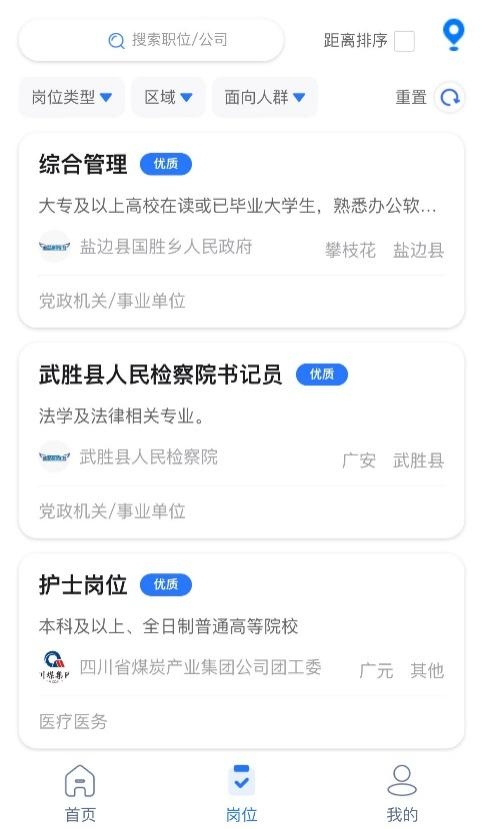 搜索职位/公司 距离排序
岗位类型 区域 面向人群 重置
综合管理 优质
大专及以上高校在读或已毕业大学生，熟悉办公软...
盐边县国胜乡人民政府 攀枝花 盐边县
党政机关/事业单位
武胜县人民检察院书记员 优质
法学及法律相关专业。
武胜县人民检察院 广安 武胜县
党政机关/事业单位
护士岗位 优质
本科及以上、全日制普通高等院校
四川省煤炭产业集团公司团工委 广元 其他
医疗医务
首页 岗位 我的